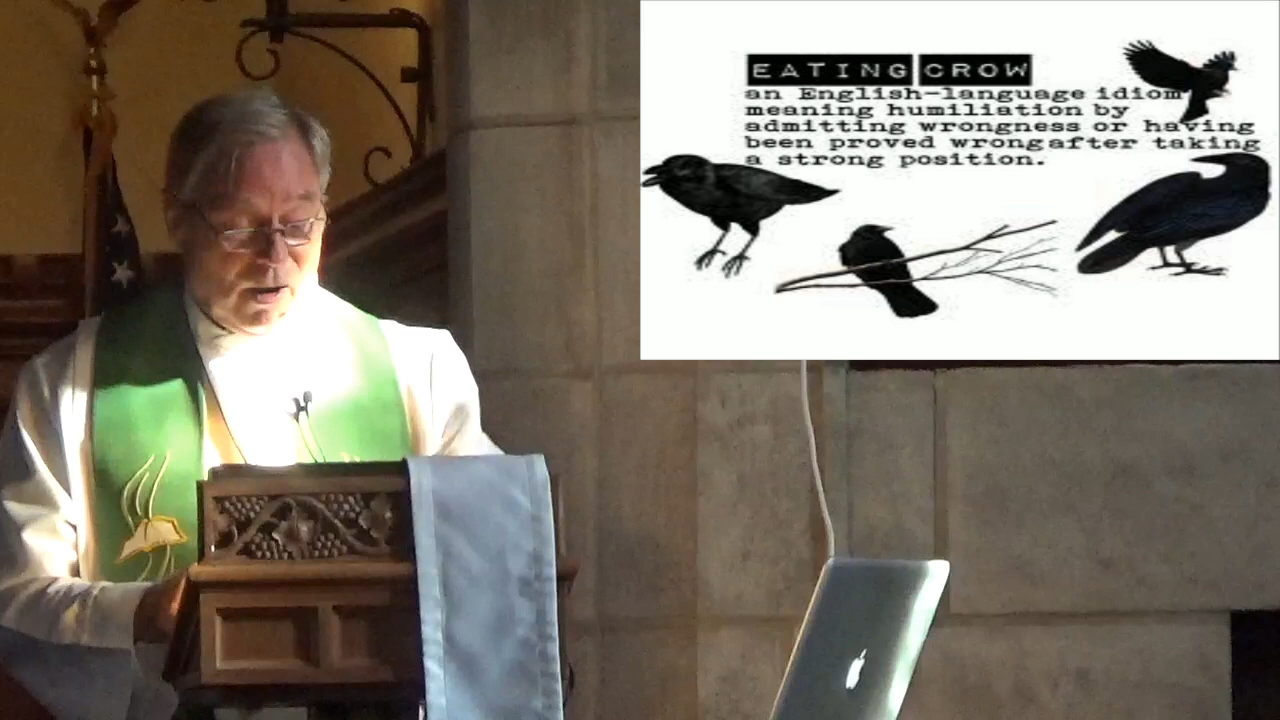 EATING CROW
an English-language idiom
meaning humiliation by
admitting wrongness or having
been proved wrongafter taking
a strong position.